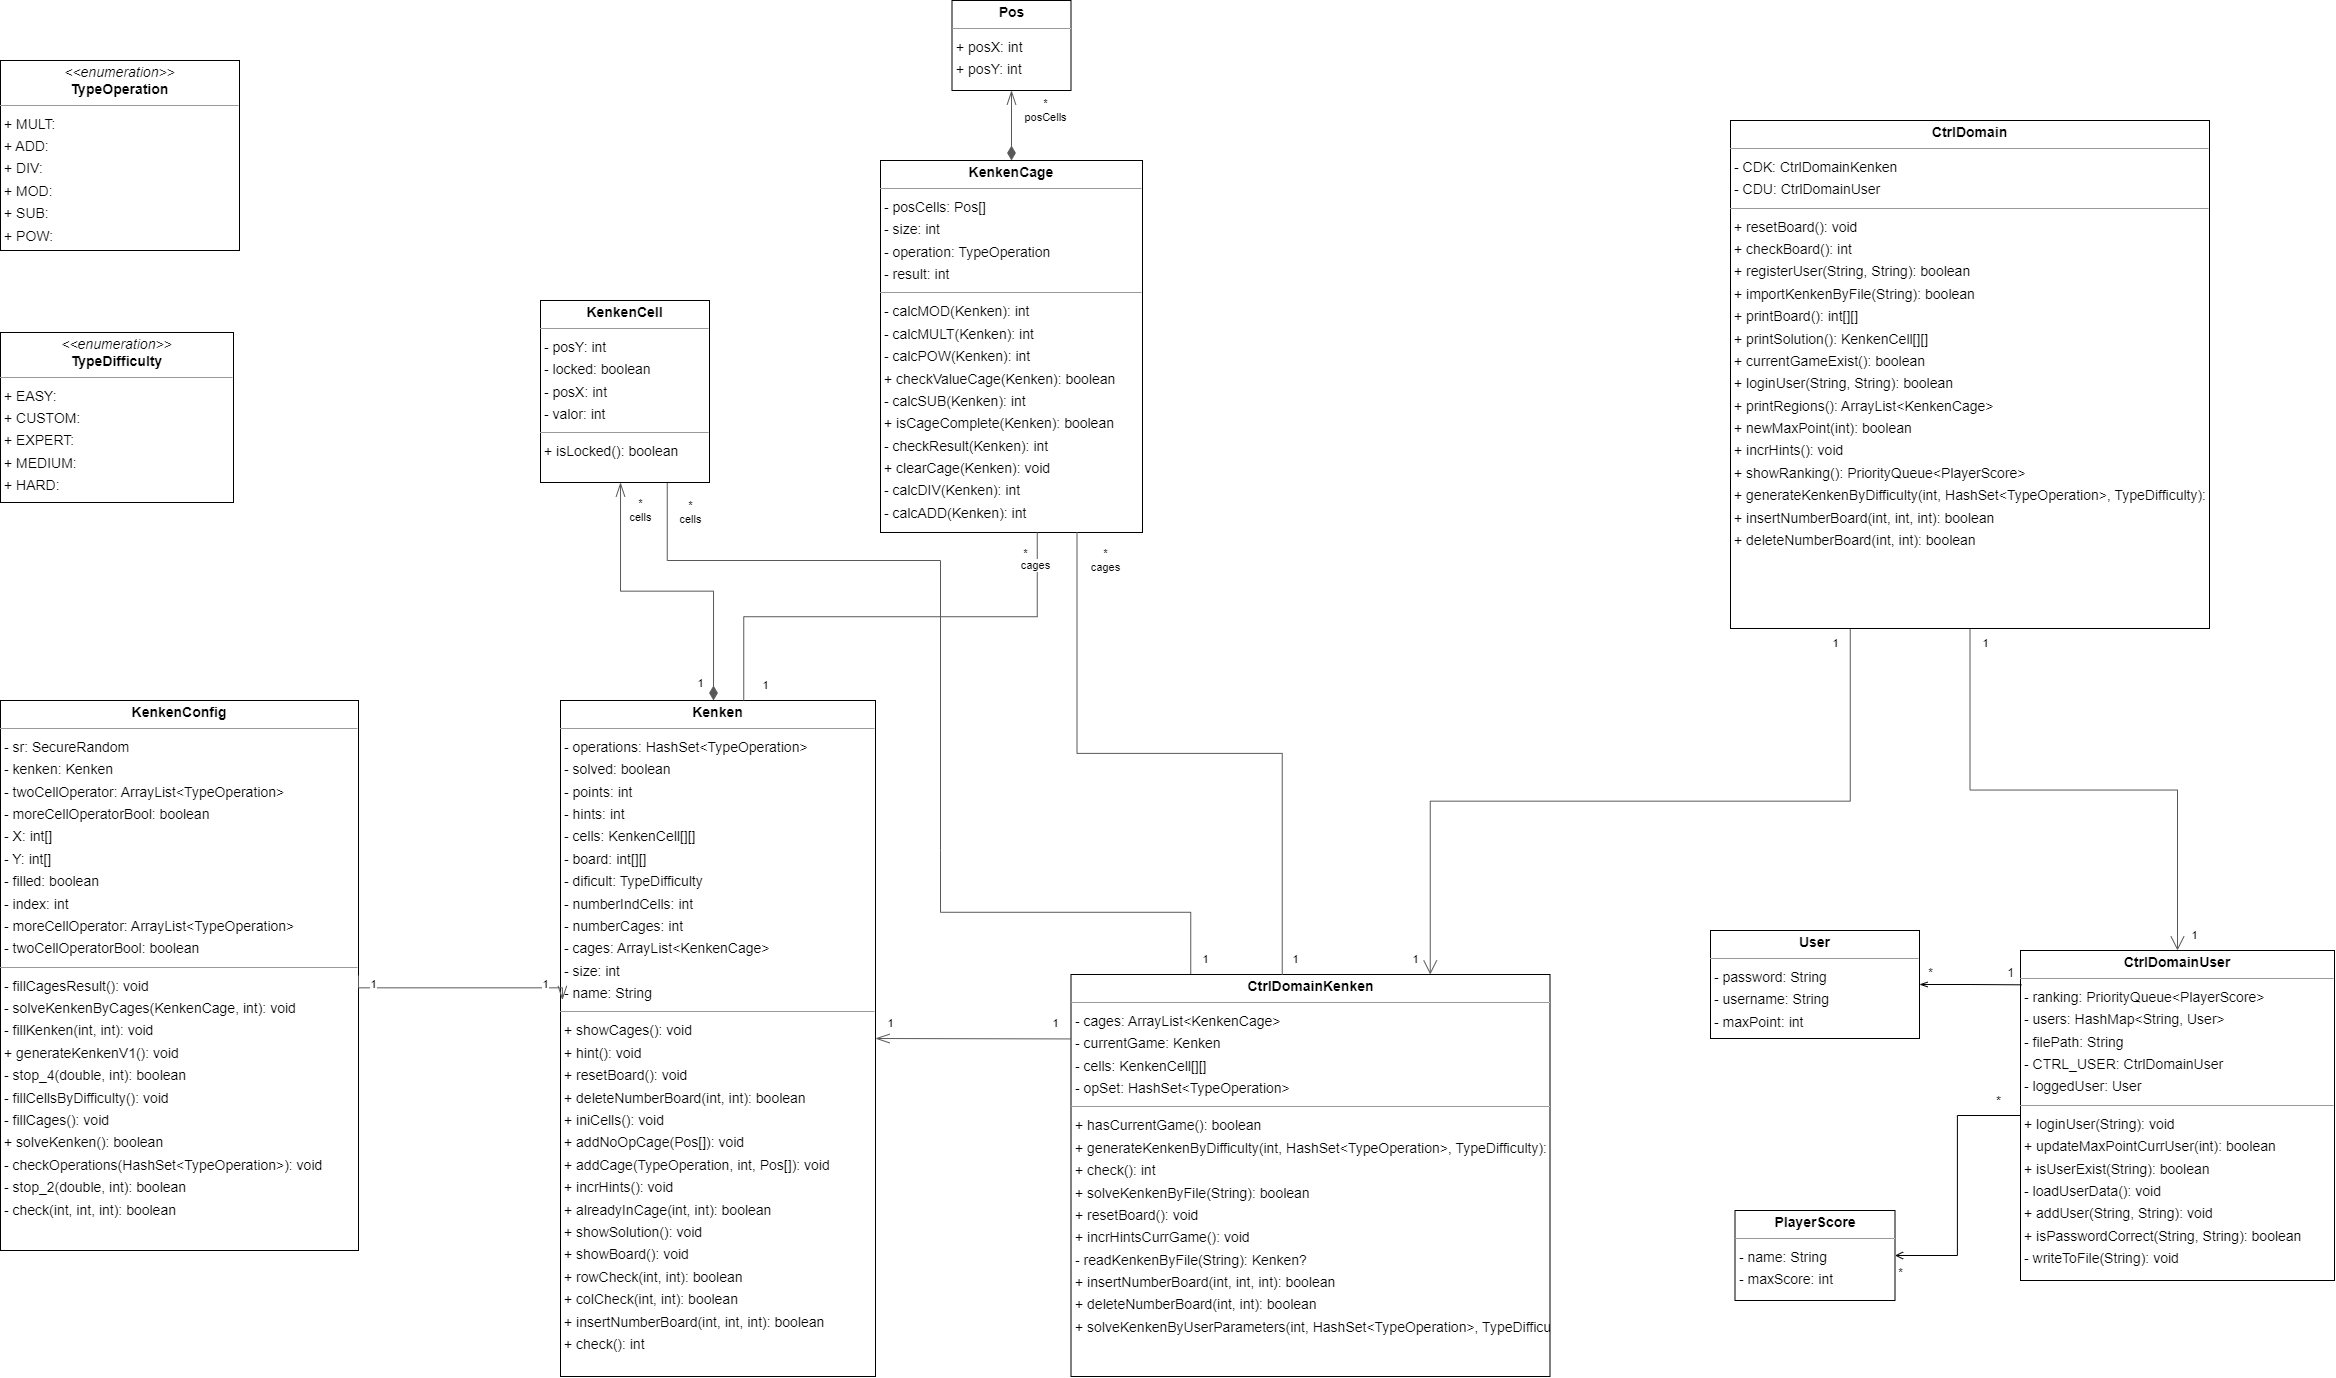 Pos
+ posX: int
+ posY: int
*
posCells
<<enumeration>>
TypeOperation
+ MULT:
+ ADD:
+ DIV:
+ MOD:
+ SUB:
+ POW:
<<enumeration>>
TypeDifficulty
+ EASY:
+ CUSTOM:
+ EXPERT:
+ MEDIUM:
+ HARD:
KenkenCell
- posY: int
- locked: boolean
- posX: int
- valor: int
+ isLocked(): boolean
*
cells
*
cells
KenkenCage
- posCells: Pos[]
- size: int
- operation: TypeOperation
- result: int
- calcMOD(Kenken): int
- calcMULT(Kenken): int
- calcPOW(Kenken): int
+ checkValueCage(Kenken): boolean
- calcSUB(Kenken): int
+ isCageComplete(Kenken): boolean
- checkResult(Kenken): int
+ clearCage(Kenken): void
- calcDIV(Kenken): int
- calcADD(Kenken): int
*
cages
*
cages
CtrlDomain
- CDK: CtrlDomainKenken
- CDU: CtrlDomainUser
+ resetBoard(): void
+ checkBoard(): int
+ registerUser(String, String): boolean
+ importKenkenByFile(String): boolean
+ printBoard(): int[][]
+ printSolution(): KenkenCell[][]
+ currentGameExist(): boolean
+ loginUser(String, String): boolean
+ printRegions(): ArrayList<KenkenCage>
+ newMaxPoint(int): boolean
+ incrHints(): void
+ showRanking(): PriorityQueue<PlayerScore>
+ generateKenkenByDifficulty(int, HashSet<TypeOperation>, TypeDifficulty):
+ insertNumberBoard(int, int, int): boolean
+ deleteNumberBoard(int, int): boolean
1
1
KenkenConfig
- sr: SecureRandom
- kenken: Kenken
- twoCellOperator: ArrayList<TypeOperation>
- moreCellOperatorBool: boolean
- X: int[]
- Y: int[]
- filled: boolean
- index: int
- moreCellOperator: ArrayList<TypeOperation>
- twoCellOperatorBool: boolean
- fillCagesResult(): void
- solveKenkenByCages(KenkenCage, int): void
- fillKenken(int, int): void
+ generateKenkenV1(): void
- stop_4(double, int): boolean
- fillCellsByDifficulty(): void
- fillCages(): void
+ solveKenken(): boolean
- checkOperations(HashSet<TypeOperation>): void
- stop_2(double, int): boolean
- check(int, int, int): boolean
1
1
1
1
Kenken
- operations: HashSet<TypeOperation>
- solved: boolean
- points: int
- hints: int
- cells: KenkenCell[][]
- board: int[][]
- dificult: TypeDifficulty
- numberIndCells: int
- numberCages: int
- cages: ArrayList<KenkenCage>
- size: int
- name: String
+ showCages(): void
+ hint(): void
+ resetBoard(): void
+ deleteNumberBoard(int, int): boolean
+ iniCells(): void
+ addNoOpCage(Pos[]): void
+ addCage(TypeOperation, int, Pos[]): void
+ incrHints(): void
+ alreadyInCage(int, int): boolean
+ showSolution(): void
+ showBoard(): void
+ rowCheck(int, int): boolean
+ colCheck(int, int): boolean
+ insertNumberBoard(int, int, int): boolean
+ check(): int
1
1
1
1
1
CtrlDomainKenken
- cages: ArrayList<KenkenCage>
- currentGame: Kenken
- cells: KenkenCell[][]
- opSet: HashSet<TypeOperation>
+ hasCurrentGame(): boolean
+ generateKenkenByDifficulty(int, HashSet<TypeOperation>, TypeDifficulty):
+ check(): int
+ solveKenkenByFile(String): boolean
+ resetBoard(): void
+ incrHintsCurrGame(): void
- readKenkenByFile(String): Kenken?
+ insertNumberBoard(int, int, int): boolean
+ deleteNumberBoard(int, int): boolean
+ solveKenkenByUserParameters(int, HashSet<TypeOperation>, TypeDifficu
User
- password: String
- username: String
- maxPoint: int
*
1
1
CtrlDomainUser
- ranking: PriorityQueue<PlayerScore>
- users: HashMap<String, User>
- filePath: String
- CTRL_USER: CtrlDomainUser
- loggedUser: User
+ loginUser(String): void
+ updateMaxPointCurrUser(int): boolean
+ isUserExist(String): boolean
- loadUserData(): void
+ addUser(String, String): void
+ isPasswordCorrect(String, String): boolean
- writeToFile(String): void
*
PlayerScore
- name: String
- maxScore: int
*